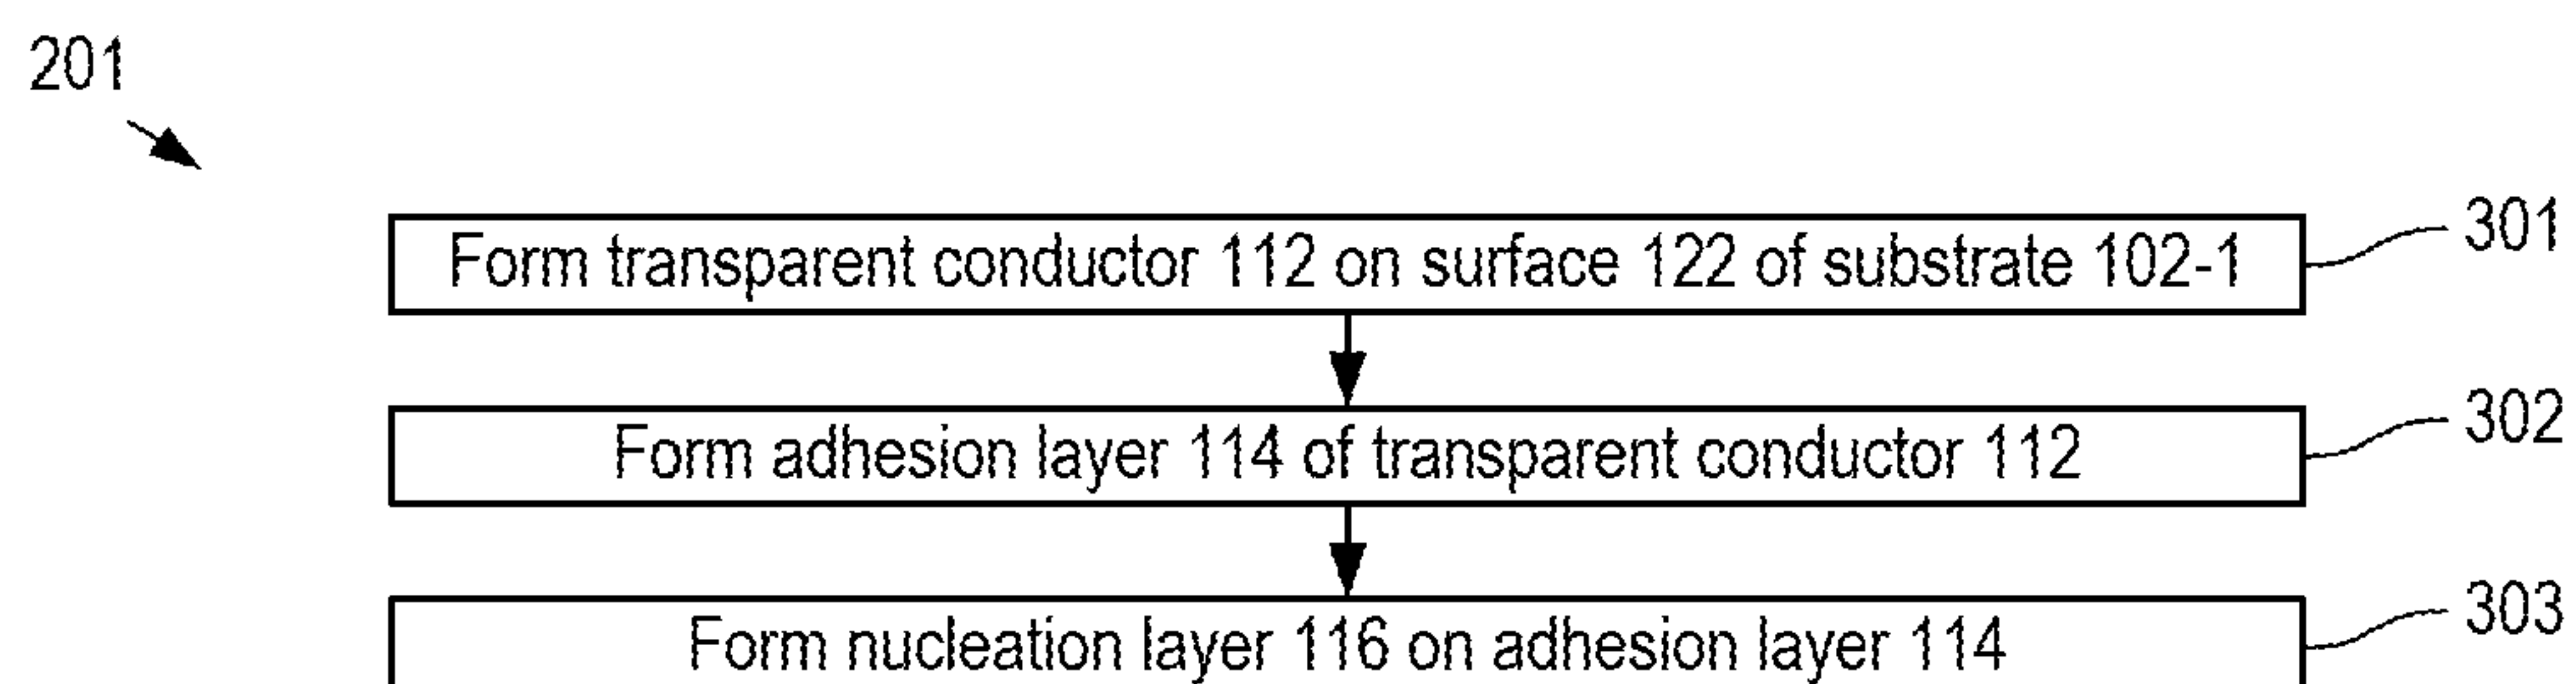 201
Form transparent conductor 112 on surface 122 of substrate 102-1
301
Form adhesion layer 114 of transparent conductor 112
302
Form nucleation layer 116 on adhesion layer 114
303